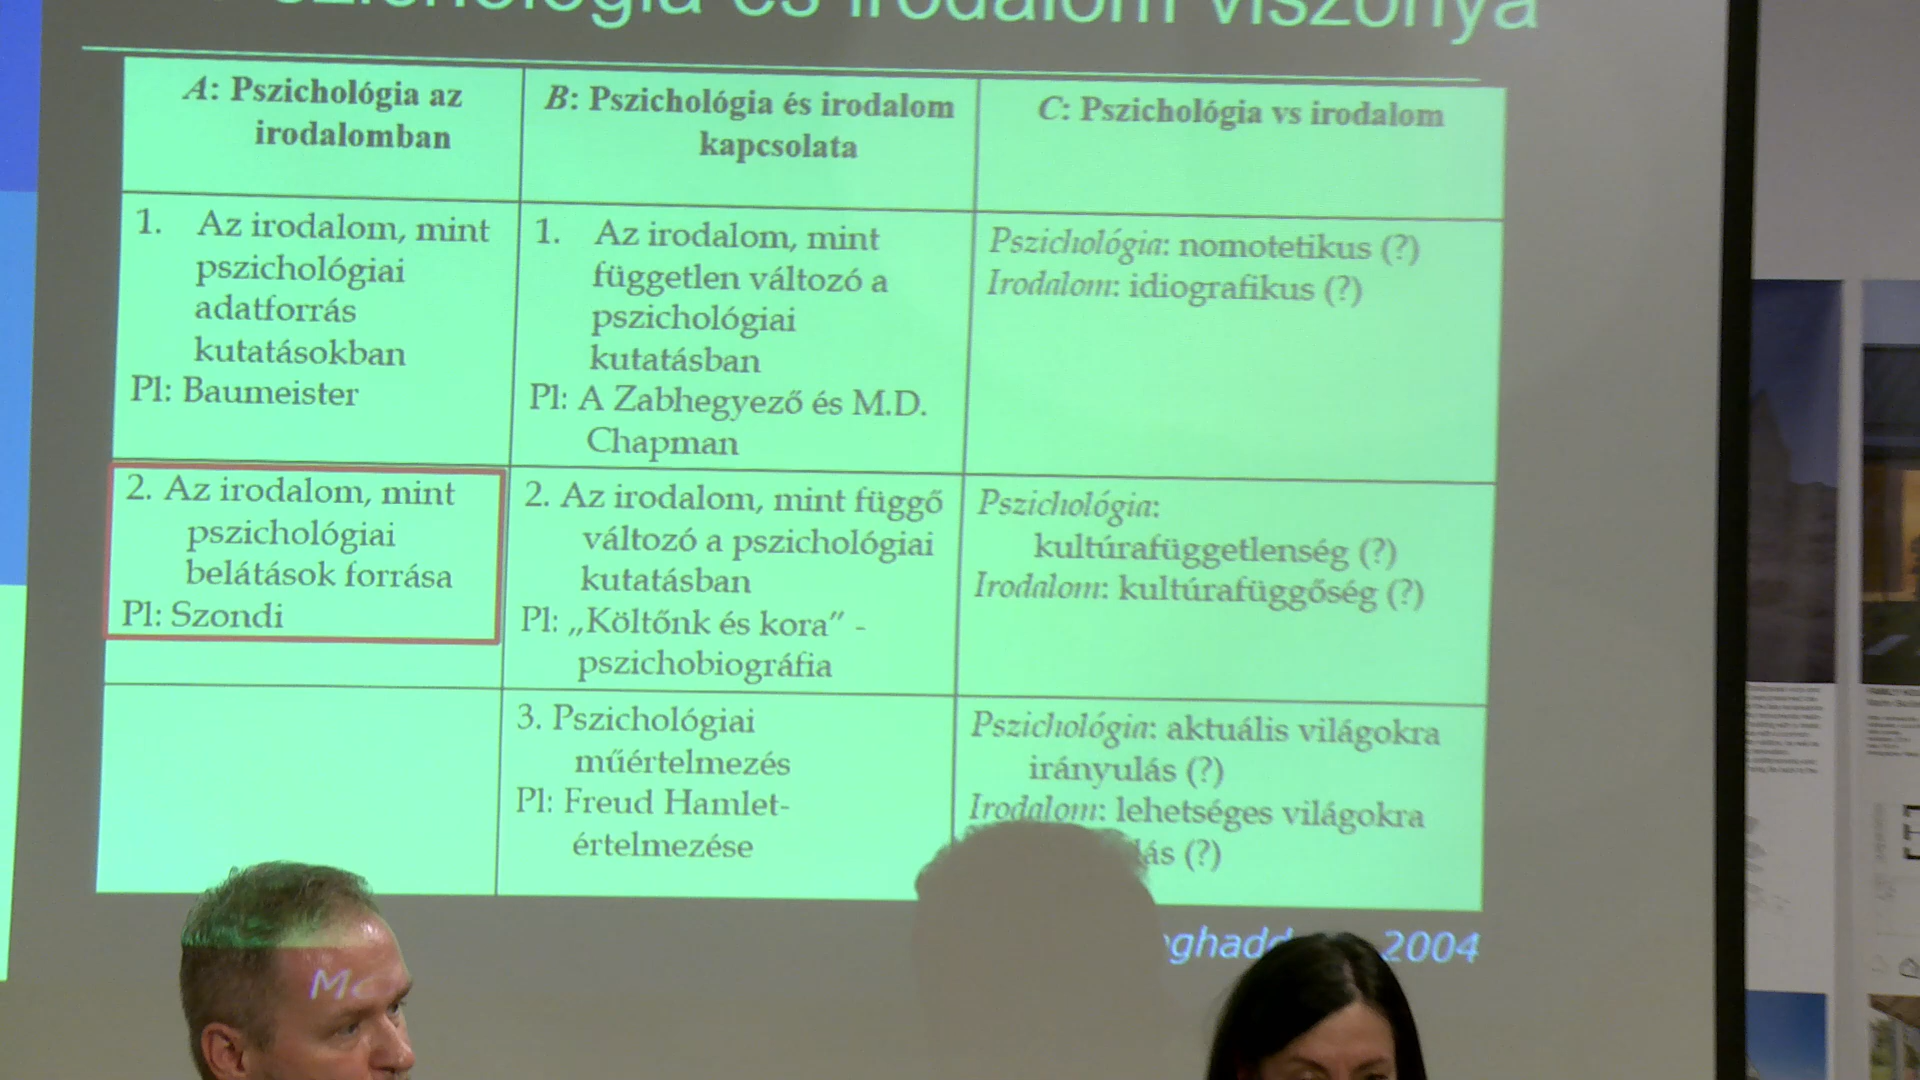 és irodalom viszonya
A: Pszichológia az
irodalomban
B: Pszichológia és irodalom
kapcsolata
C: Pszichológia vs irodalom
1. Az irodalom, mint
pszichológiai
adatforrás
kutatásokban
Pl: Baumeister
1. Az irodalom, mint
független változó a
pszichológiai
kutatásban
Pl: A Zabhegyező és M.D.
Chapman
Pszichológia: nomotetikus (?)
Irodalom: idiografikus (?)
2. Az irodalom, mint
pszichológiai
belátások forrása
Pl: Szondi
2. Az irodalom, mint függő
változó a pszichológiai
kutatásban
Pl: „Költőnk és kora” -
pszichobiográfia
Pszichológia:
kultúrafüggetlenség (?)
Irodalom: kultúrafüggőség (?)
3. Pszichológiai
műértelmezés
Pl: Freud Hamlet-
értelmezése
Pszichológia: aktuális világokra
irányulás (?)
Irodalom: lehetséges világokra
(?)
2004